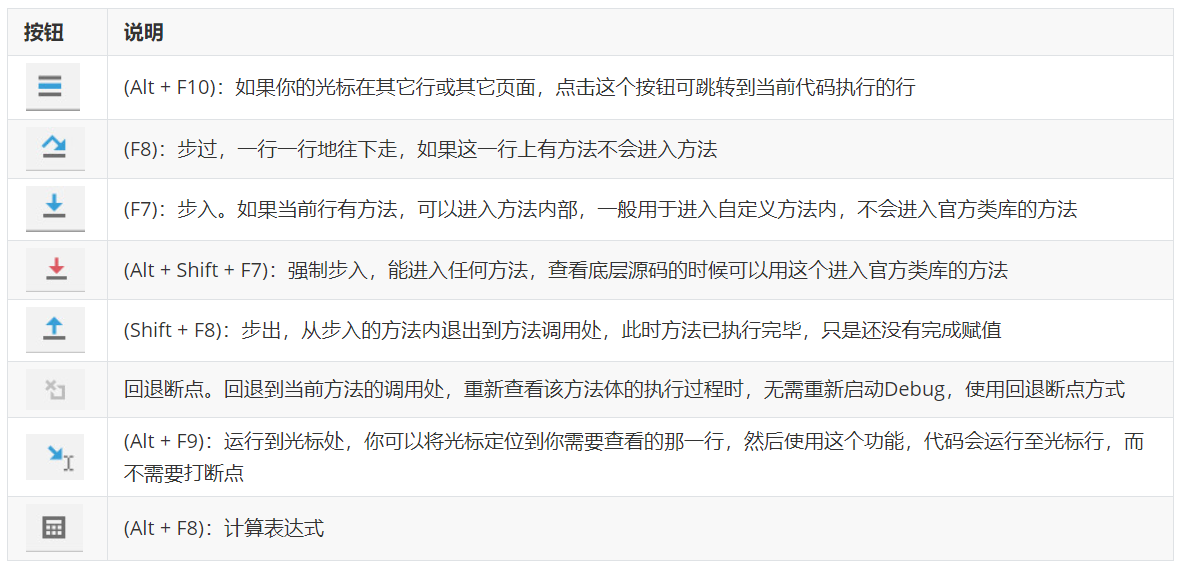 按钮 说明
(Alt + F10)：如果你的光标在其它行或其它页面，点击这个按钮可跳转到当前代码执行的行
(F8)：步过，一行一行地往下走，如果这一行上有方法不会进入方法
(F7)：步入。如果当前行有方法，可以进入方法内部，一般用于进入自定义方法内，不会进入官方类库的方法
(Alt + Shift + F7)：强制步入，能进入任何方法，查看底层源码的时候可以用这个进入官方类库的方法
(Shift + F8)：步出，从步入的方法内退出到方法调用处，此时方法已执行完毕，只是还没有完成赋值
回退断点。回退到当前方法的调用处，重新查看该方法体的执行过程时，无需重新启动Debug，使用回退断点方式
(Alt + F9)：运行到光标处，你可以将光标定位到你需要查看的那一行，然后使用这个功能，代码会运行至光标行，而
不需要打断点
(Alt + F8)：计算表达式